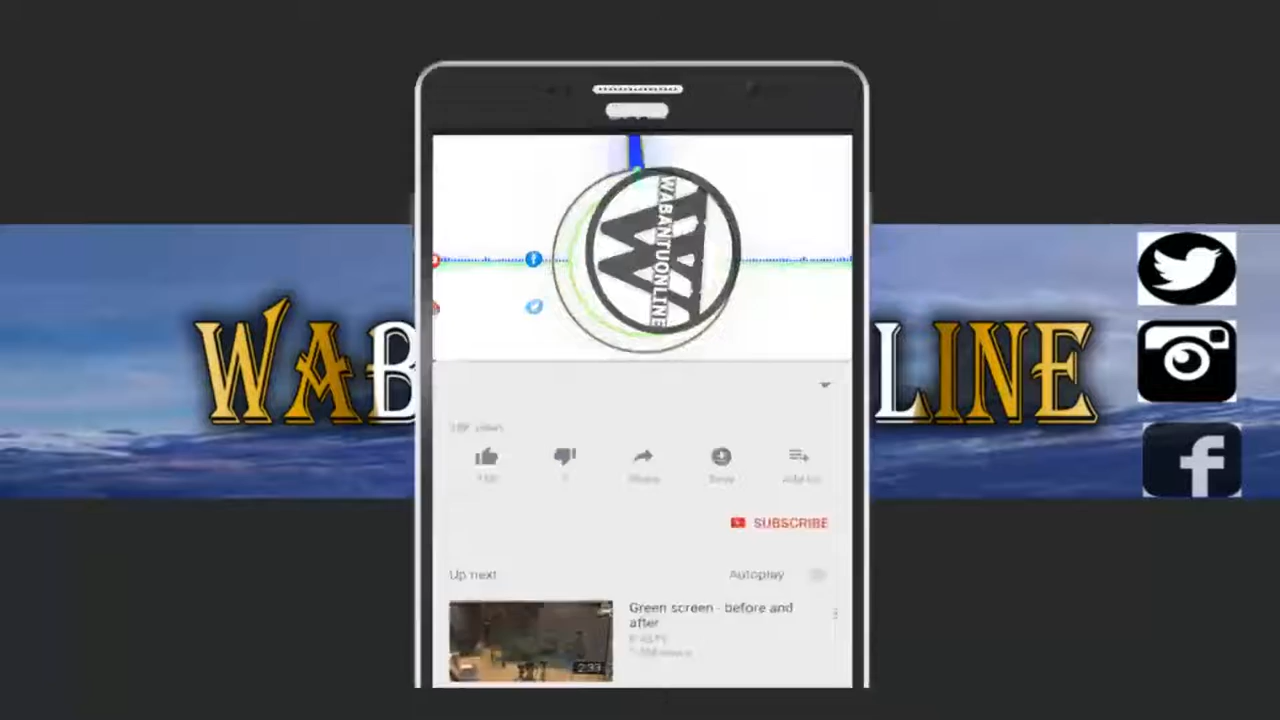 WABANTUONLINE
WAB LINE
SUBSCRIBE
Up next
Autoplay
Green screen - before and
after
2:33